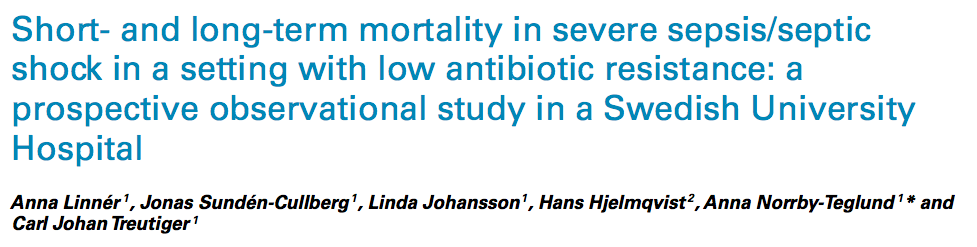 Short- and long-term mortality in severe sepsis/septic
shock in a setting with low antibiotic resistance: a
prospective observational study in a Swedish University
Hospital
Anna Linnér¹, Jonas Sundén-Cullberg¹, Linda Johansson¹, Hans Hjelmqvist², Anna Norrby-Teglund¹* and
Carl Johan Treutiger¹